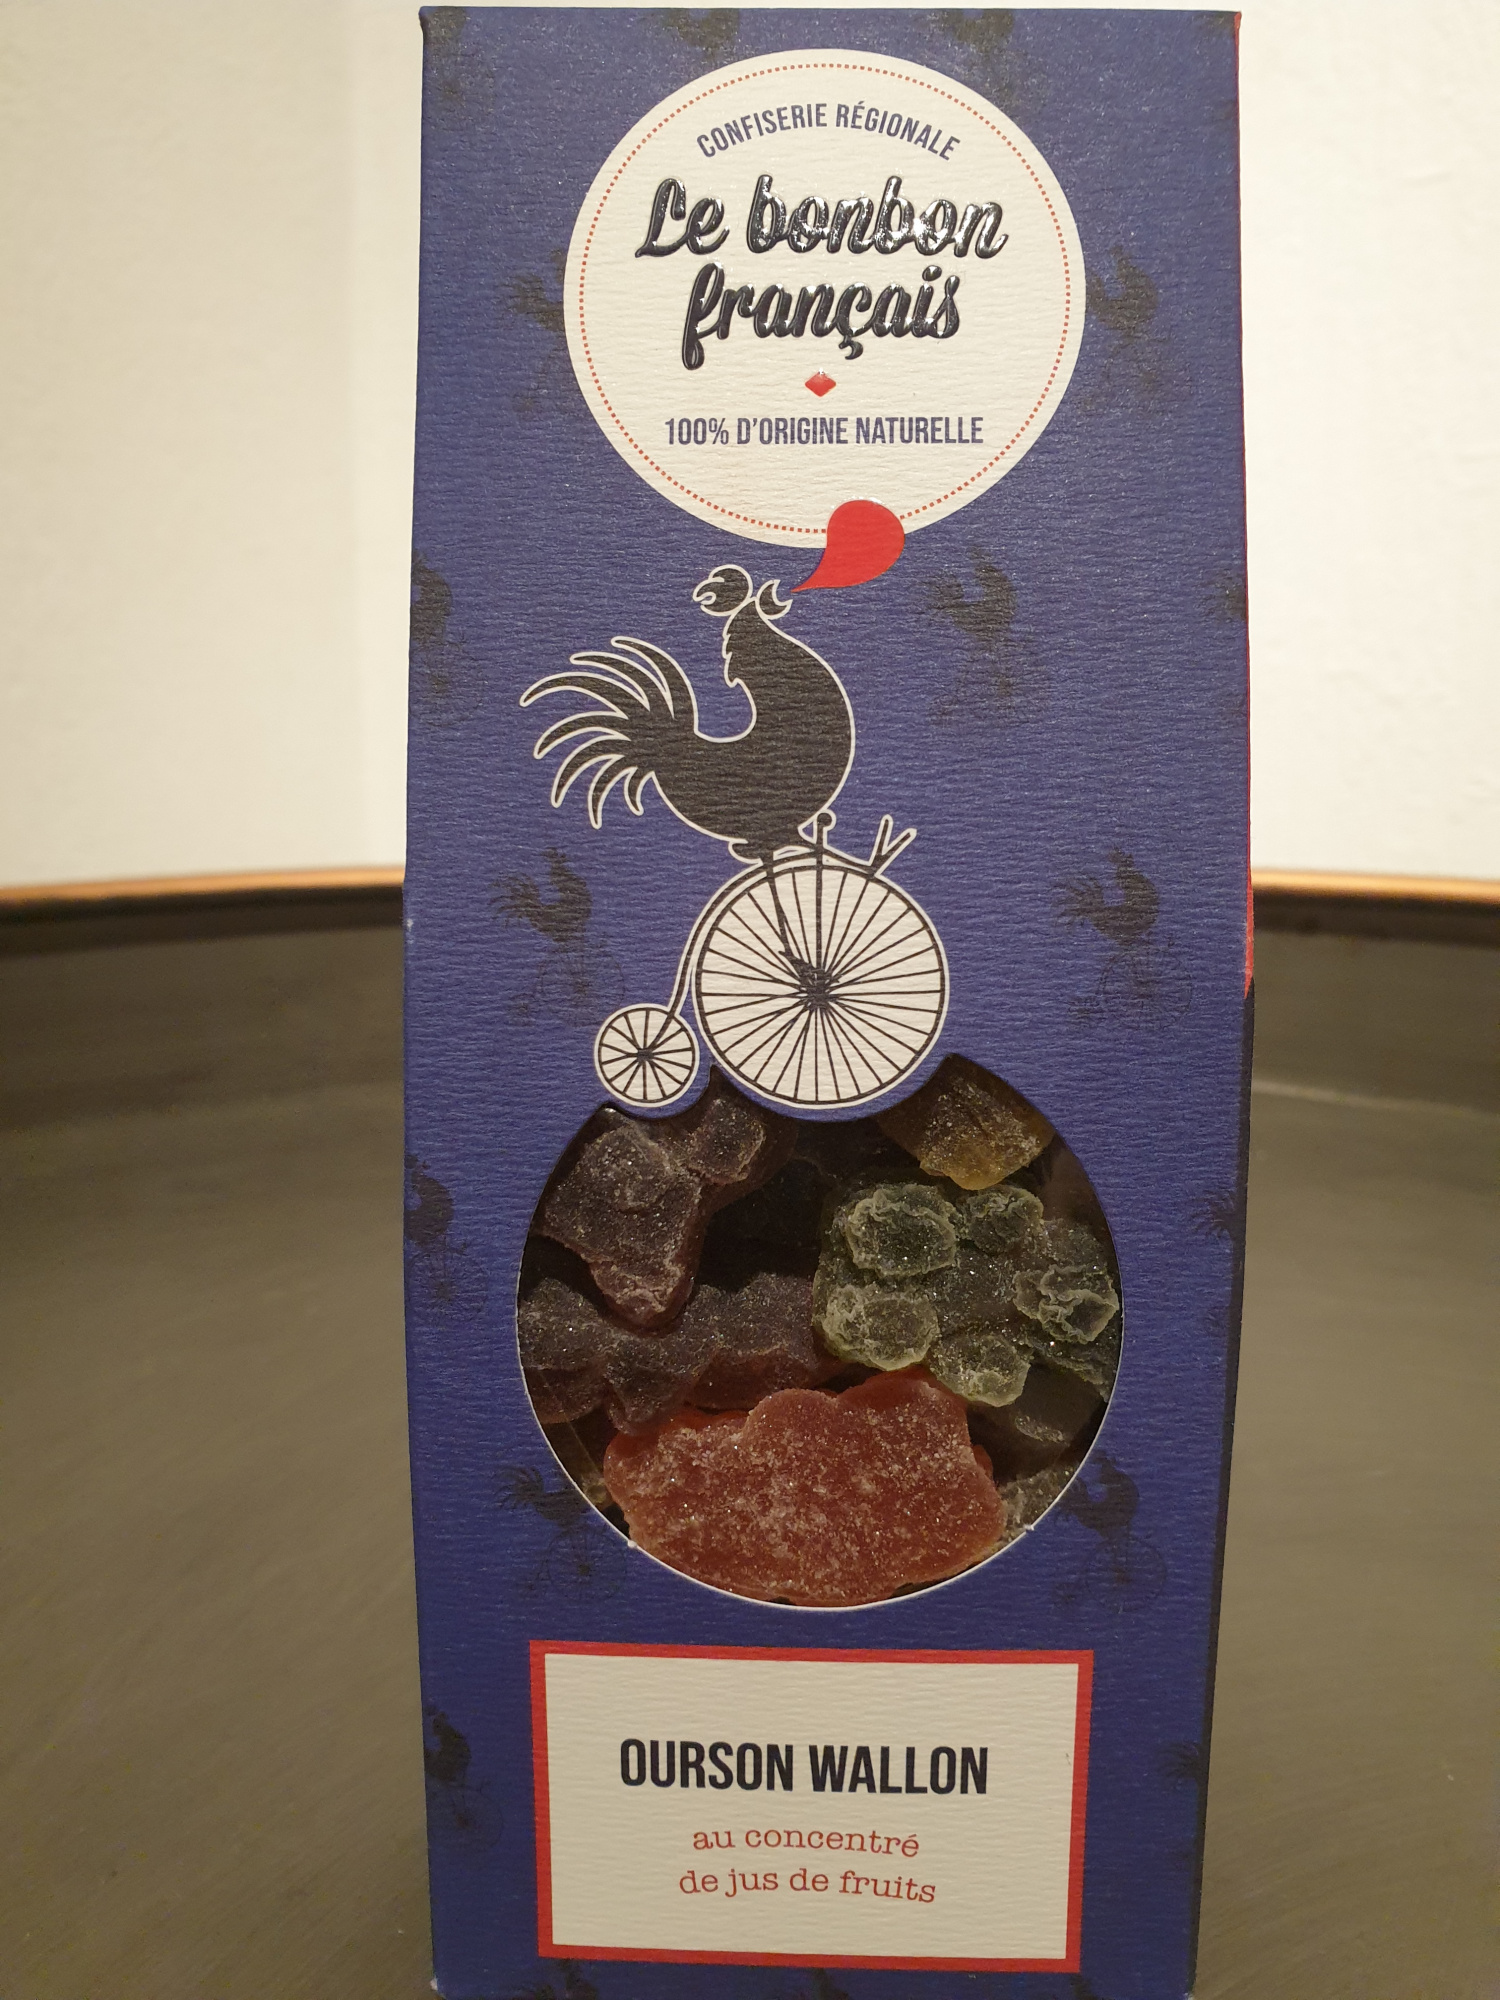 CONFISERIE RÉGIONALE
Le bonbon
français
100% D'ORIGINE NATURELLE
OURSON WALLON
au concentré
de jus de fruits